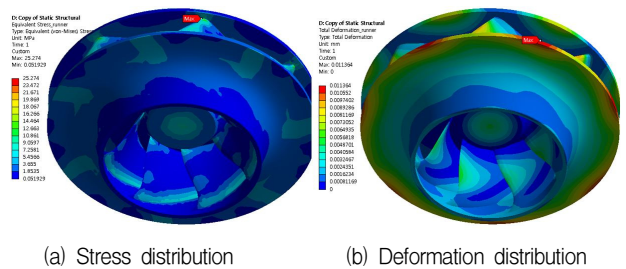 D: Copy of Static Structural
Equivalent Stress_runner
Type: Equivalent (von-Mises) Stres
Unit: MPa
Time: 1
Custom
Max: 25.274
Min: 0.051929
25.274
23.472
21.671
19.869
18.067
16.266
14.464
12.663
10.861
9.0597
7.2581
5.4566
3.655
1.8535
0.051929
Max
(a) Stress distribution
D: Copy of Static Structural
Total Deformation_runner
Type: Total Deformation
Unit: mm
Time: 1
Custom
Max: 0.011364
Min: 0
0.011364
0.010552
0.0097402
0.0089286
0.0081169
0.0073052
0.0064935
0.0056818
0.0048701
0.0040584
0.0032467
0.0024351
0.0016234
0.00081169
0
Max
(b) Deformation distribution